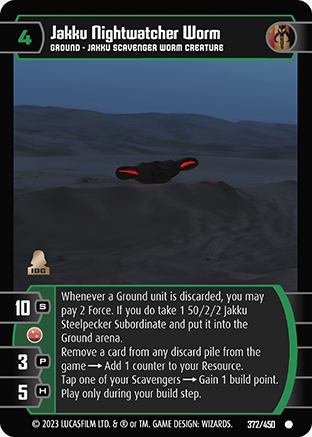 4
Jakku Nightwatcher Worm
GROUND - JAKKU SCAVENGER WORM CREATURE
IDC
10 S
3 P
5 H
Whenever a Ground unit is discarded, you may
pay 2 Force. If you do take 1 50/2/2 Jakku
Steelpecker Subordinate and put it into the
Ground arena.
Remove a card from any discard pile from the
game → Add 1 counter to your Resource.
Tap one of your Scavengers → Gain 1 build point.
Play only during your build step.
© 2023 LUCASFILM LTD. & ® or TM. GAME DESIGN: WIZARDS.
372/450